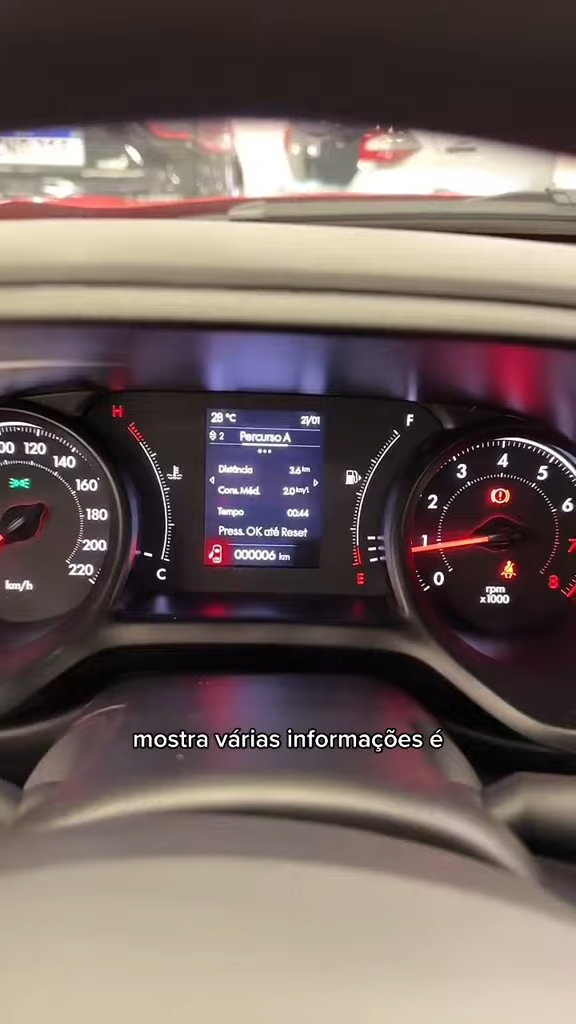 28 °C 21/01
2 Percurso A
Distância 3.6 km
Cons. Méd. 2.0 km/l
Tempo 00:44
Press. OK até Reset
000006 km
H
C
F
E
120
140
160
180
200
220
km/h
0
1
2
3
4
5
6
7
8
rpm
x1000
mostra várias informações é